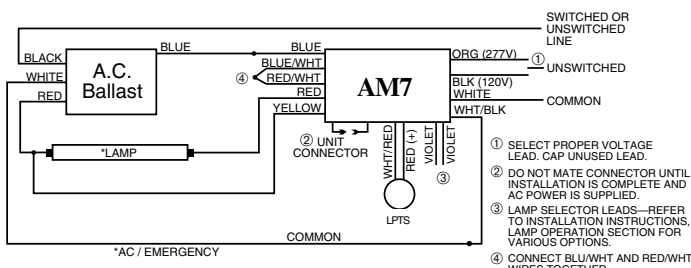 SWITCHED OR
UNSWITCHED
LINE
BLACK
WHITE
RED
A.C.
Ballast
BLUE
BLUE
BLUE/WHT
④
RED/WHT
RED
YELLOW
AM7
ORG (277V)
①
UNSWITCHED
BLK (120V)
WHITE
COMMON
WHT/BLK
*LAMP
② UNIT
CONNECTOR
WHT/RED
RED (+)
VIOLET
VIOLET
③
LPTS
COMMON
*AC / EMERGENCY
① SELECT PROPER VOLTAGE
LEAD. CAP UNUSED LEAD.
② DO NOT MATE CONNECTOR UNTIL
INSTALLATION IS COMPLETE AND
AC POWER IS SUPPLIED.
③ LAMP SELECTOR LEADS—REFER
TO INSTALLATION INSTRUCTIONS,
LAMP OPERATION SECTION FOR
VARIOUS OPTIONS.
④ CONNECT BLU/WHT AND RED/WHT
WIRES TOGETHER